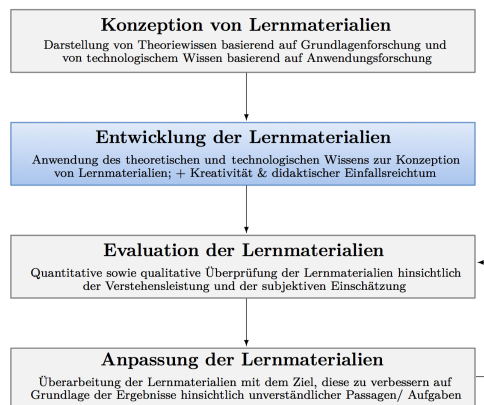 Konzeption von Lernmaterialien
Darstellung von Theoriewissen basierend auf Grundlagenforschung und
von technologischem Wissen basierend auf Anwendungsforschung
Entwicklung der Lernmaterialien
Anwendung des theoretischen und technologischen Wissens zur Konzeption
von Lernmaterialien; + Kreativität & didaktischer Einfallsreichtum
Evaluation der Lernmaterialien
Quantitative sowie qualitative Überprüfung der Lernmaterialien hinsichtlich
der Verstehensleistung und der subjektiven Einschätzung
Anpassung der Lernmaterialien
Überarbeitung der Lernmaterialien mit dem Ziel, diese zu verbessern auf
Grundlage der Ergebnisse hinsichtlich unverständlicher Passagen/ Aufgaben